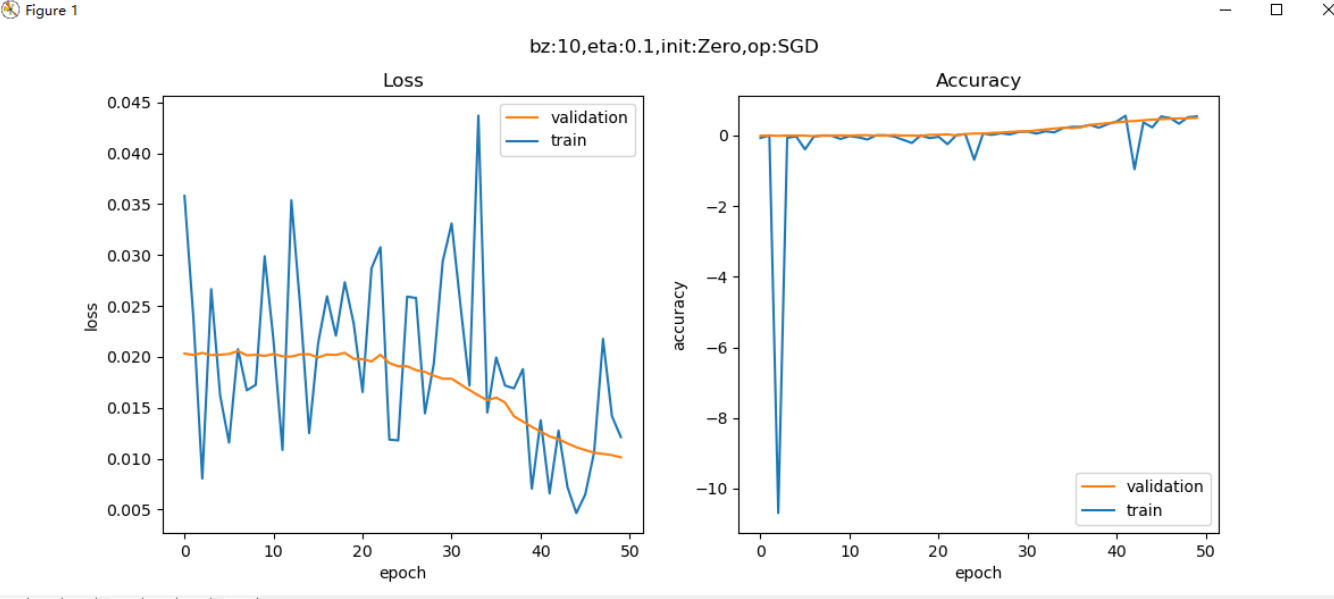 Figure 1
bz:10,eta:0.1,init:Zero,op:SGD
Loss
0.045
0.040
0.035
0.030
0.025
0.020
0.015
0.010
0.005
loss
0 10 20 30 40 50
epoch
validation
train
Accuracy
0
−2
−4
−6
−8
−10
accuracy
0 10 20 30 40 50
epoch
validation
train